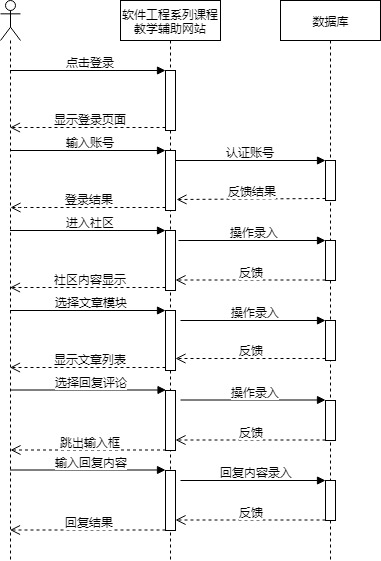 软件工程系列课程
教学辅助网站
数据库
点击登录
显示登录页面
输入账号
认证账号
反馈结果
登录结果
进入社区
操作录入
反馈
社区内容显示
选择文章模块
操作录入
反馈
显示文章列表
选择回复评论
操作录入
反馈
跳出输入框
输入回复内容
回复内容录入
反馈
回复结果